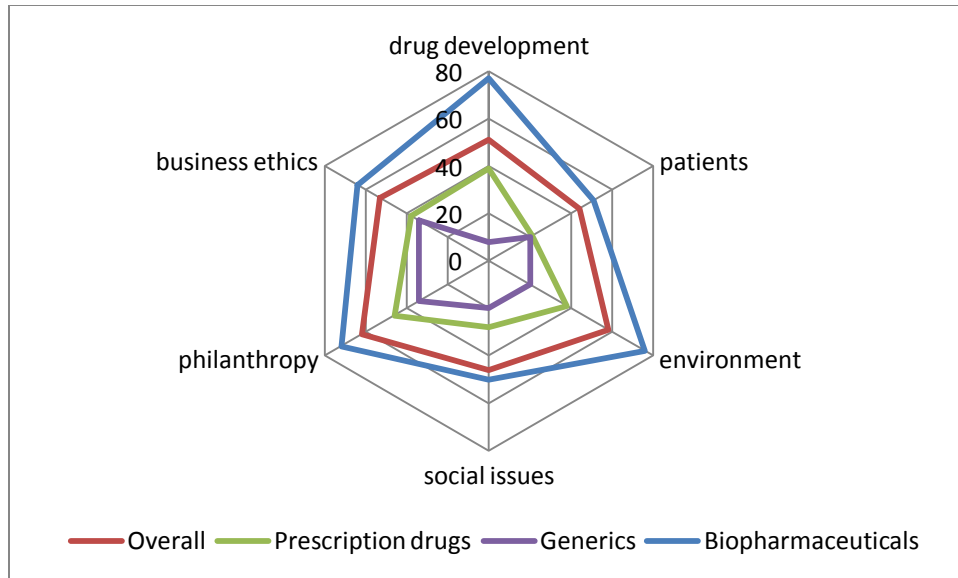 drug development
80
60
40
20
0
business ethics
patients
philanthropy
environment
social issues
Overall
Prescription drugs
Generics
Biopharmaceuticals